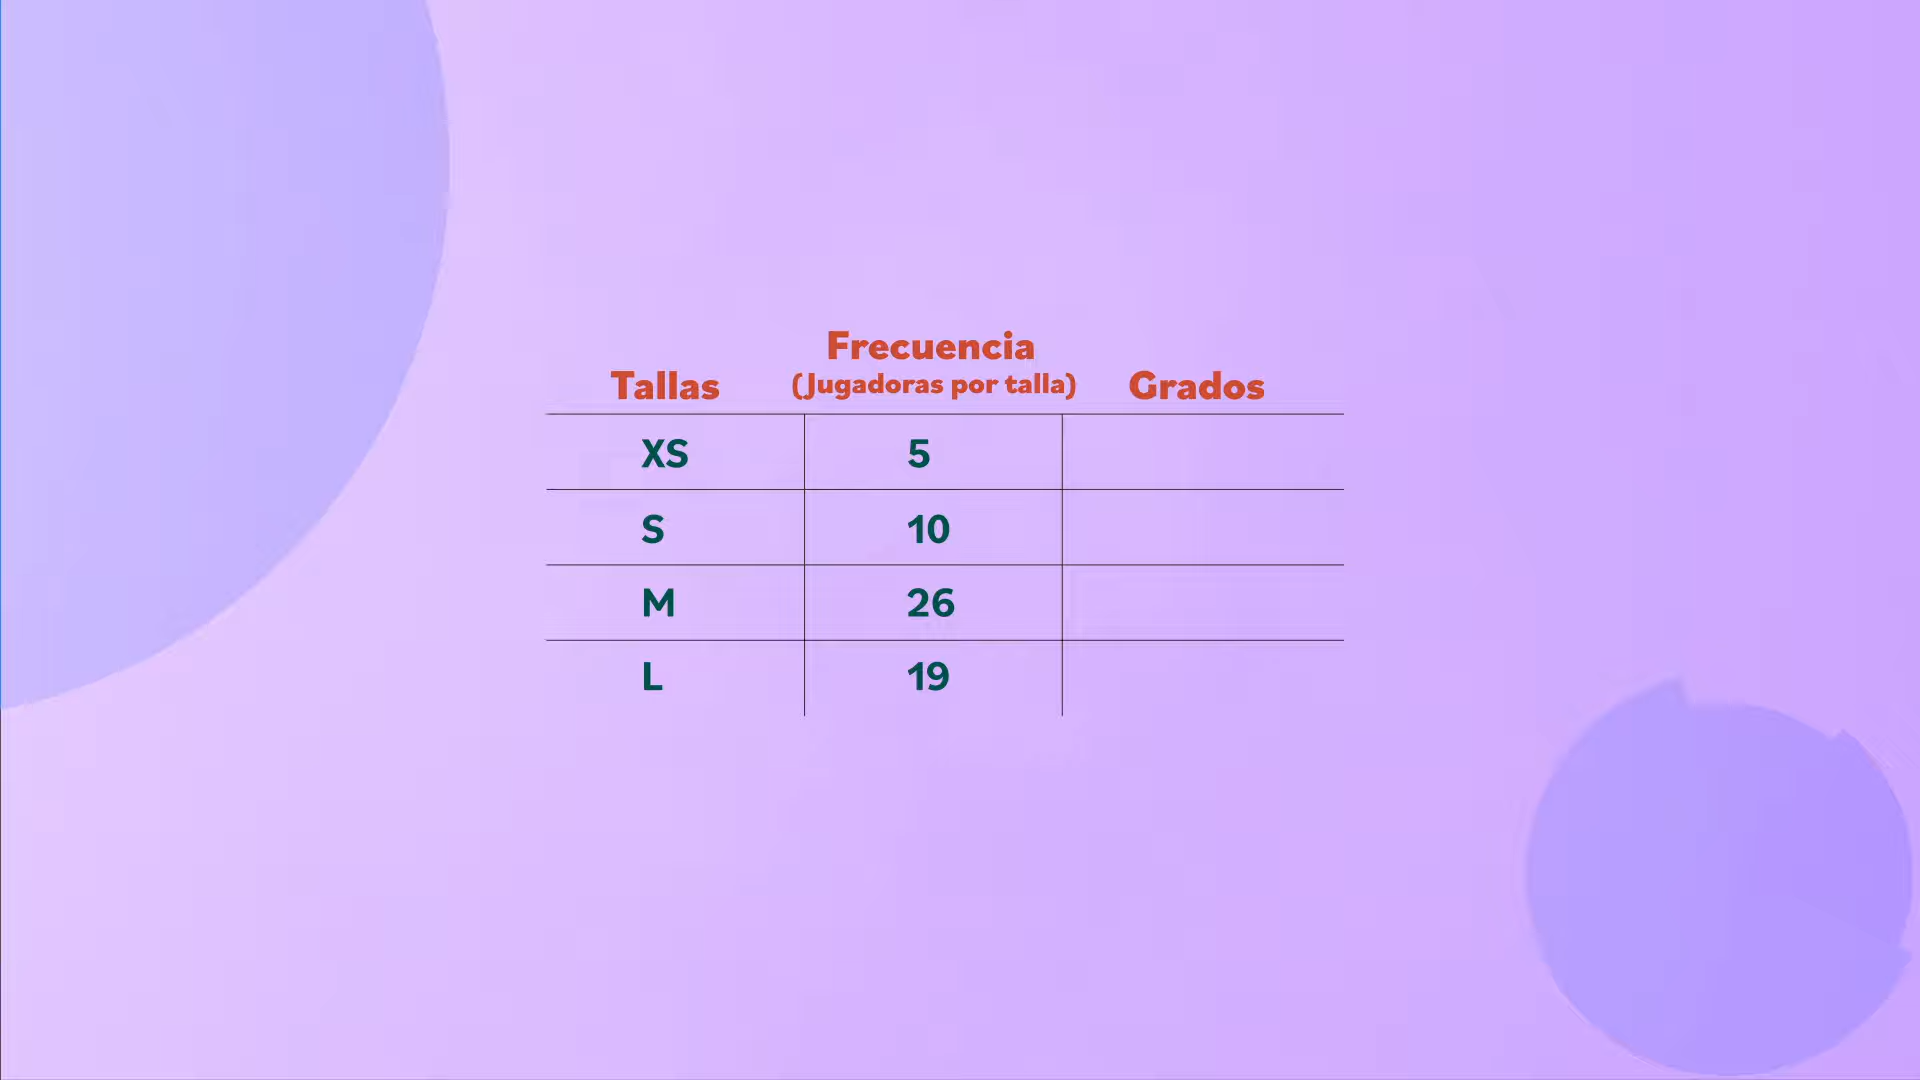 Tallas Frecuencia (Jugadoras por talla) Grados
XS 5
S 10
M 26
L 19